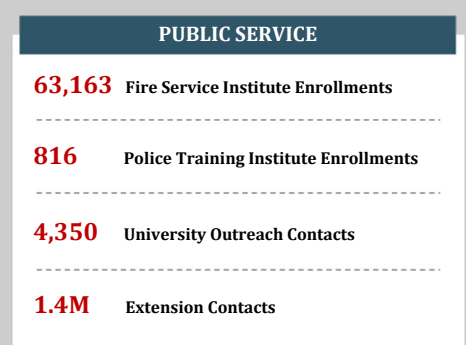 PUBLIC SERVICE
63,163 Fire Service Institute Enrollments
816 Police Training Institute Enrollments
4,350 University Outreach Contacts
1.4M Extension Contacts